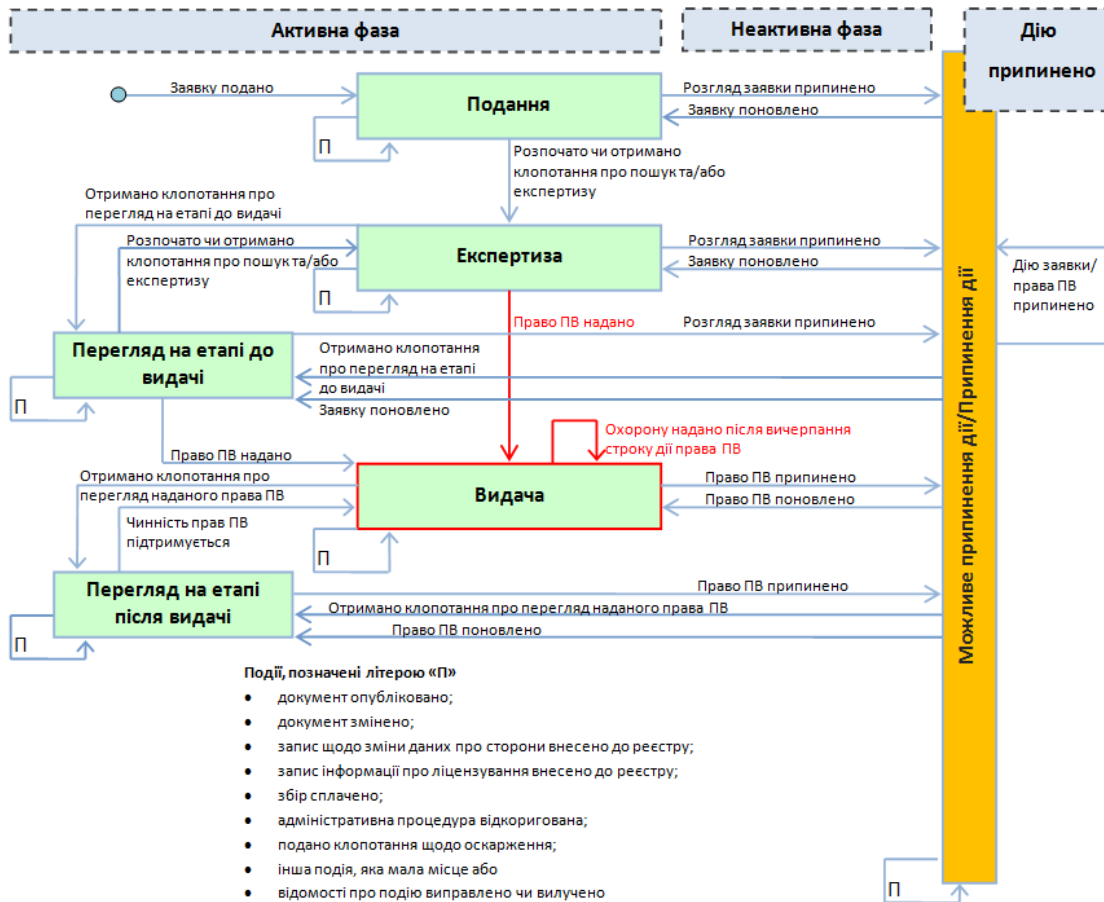 Активна фаза
Неактивна фаза
Дію
припинено
Заявку подано
Подання
Розгляд заявки припинено
Заявку поновлено
П
Розпочато чи отримано
клопотання про пошук та/або
експертизу
Отримано клопотання про
перегляд на етапі до видачі
Розпочато чи отримано
клопотання про пошук та/або
експертизу
Експертиза
Розгляд заявки припинено
Заявку поновлено
П
Дію заявки/
права ПВ
припинено
Право ПВ надано
Розгляд заявки припинено
Перегляд на етапі до
видачі
Отримано клопотання
про перегляд на етапі
до видачі
Заявку поновлено
П
Право ПВ надано
Охорону надано після вичерпання
строку дії права ПВ
Отримано клопотання про
перегляд наданого права ПВ
Видача
Право ПВ припинено
Право ПВ поновлено
Чинність прав ПВ
підтримується
П
Перегляд на етапі
після видачі
Право ПВ припинено
Отримано клопотання про перегляд наданого права ПВ
Право ПВ поновлено
П
Можливе припинення дії/Припинення дії
Події, позначені літерою «П»
• документ опубліковано;
• документ змінено;
• запис щодо зміни даних про сторони внесено до реєстру;
• запис інформації про ліцензування внесено до реєстру;
• збір сплачено;
• адміністративна процедура відкоригована;
• подано клопотання щодо оскарження;
• інша подія, яка мала місце або
• відомості про подію виправлено чи вилучено
П